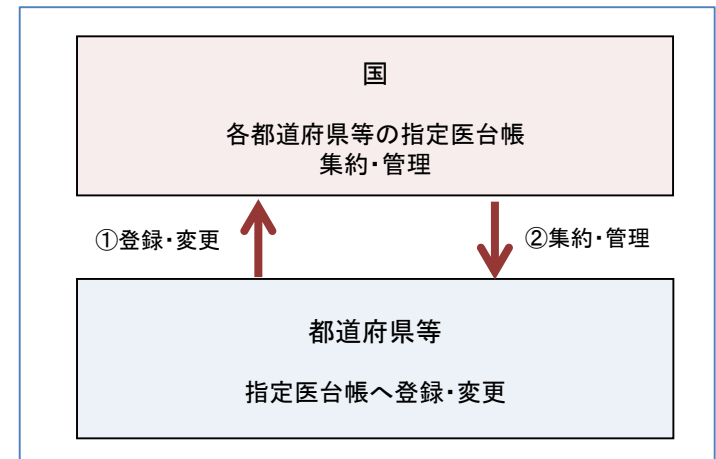 国
各都道府県等の指定医台帳
集約・管理
①登録・変更
②集約・管理
都道府県等
指定医台帳へ登録・変更